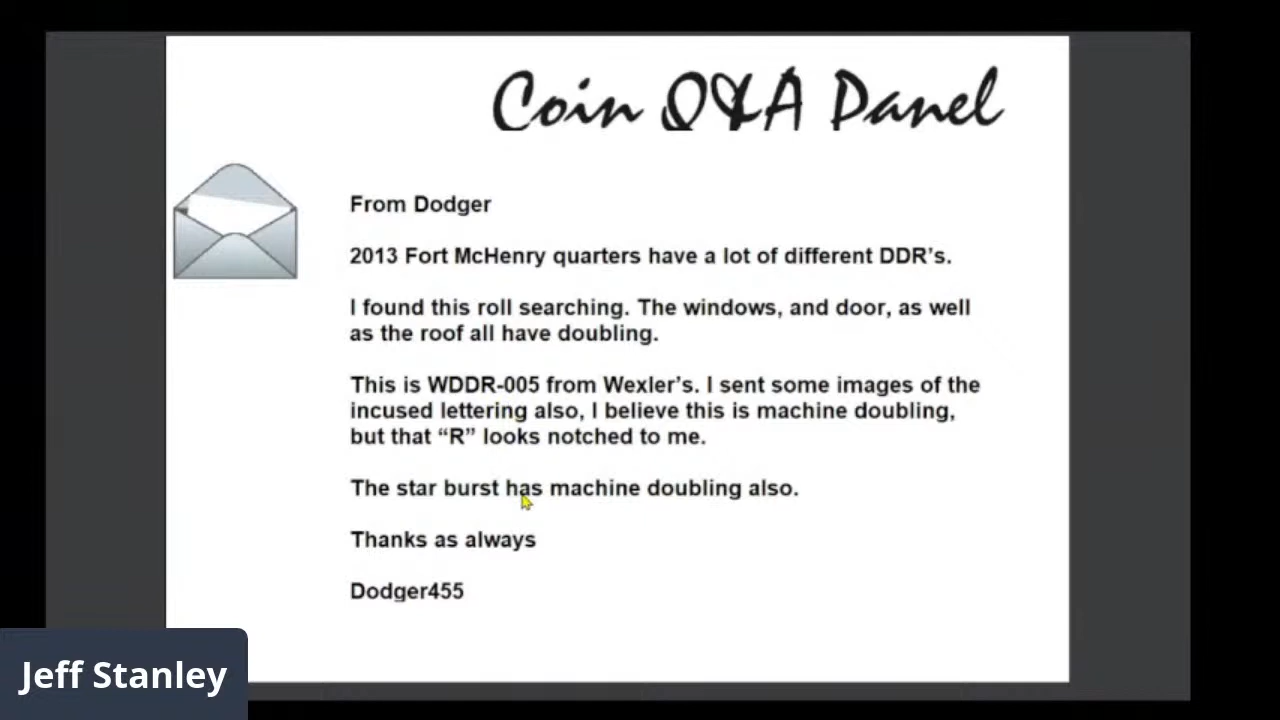 Coin Q&A Panel
From Dodger
2013 Fort McHenry quarters have a lot of different DDR's.
I found this roll searching. The windows, and door, as well
as the roof all have doubling.
This is WDDR-005 from Wexler's. I sent some images of the
incused lettering also, I believe this is machine doubling,
but that “R” looks notched to me.
The star burst has machine doubling also.
Thanks as always
Dodger455
Jeff Stanley